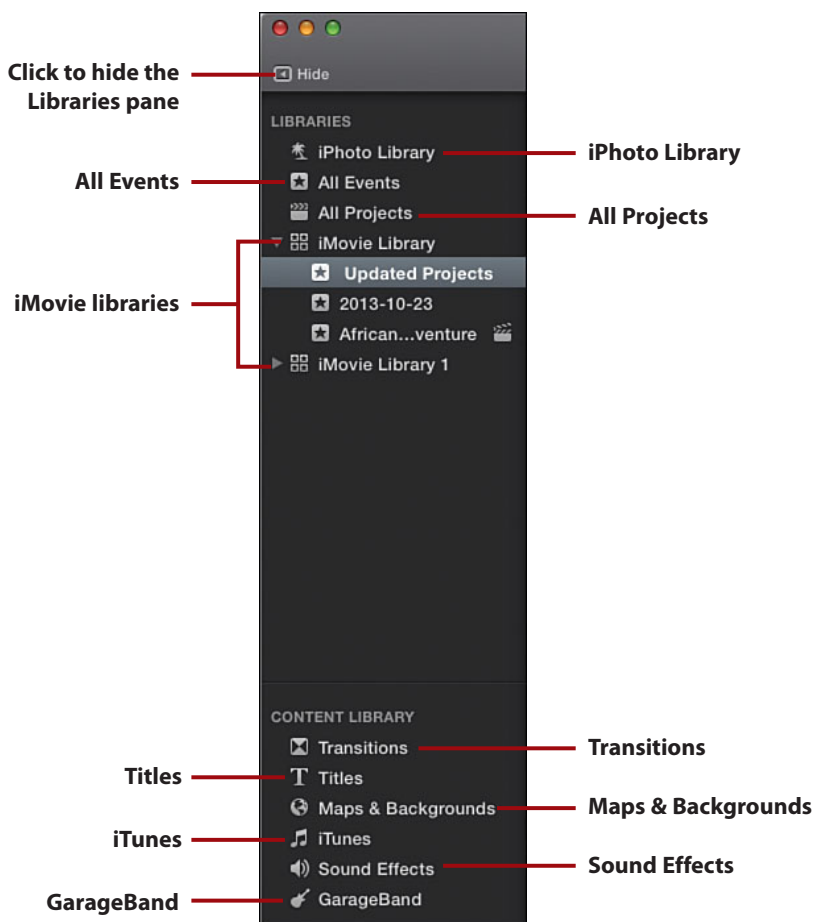 Click to hide the
Libraries pane
Hide
LIBRARIES
iPhoto Library
iPhoto Library
All Events
All Events
All Projects
All Projects
iMovie Library
iMovie libraries
Updated Projects
2013-10-23
African...venture
iMovie Library 1
CONTENT LIBRARY
Transitions
Transitions
Titles
Titles
Maps & Backgrounds
Maps & Backgrounds
iTunes
iTunes
Sound Effects
Sound Effects
GarageBand
GarageBand